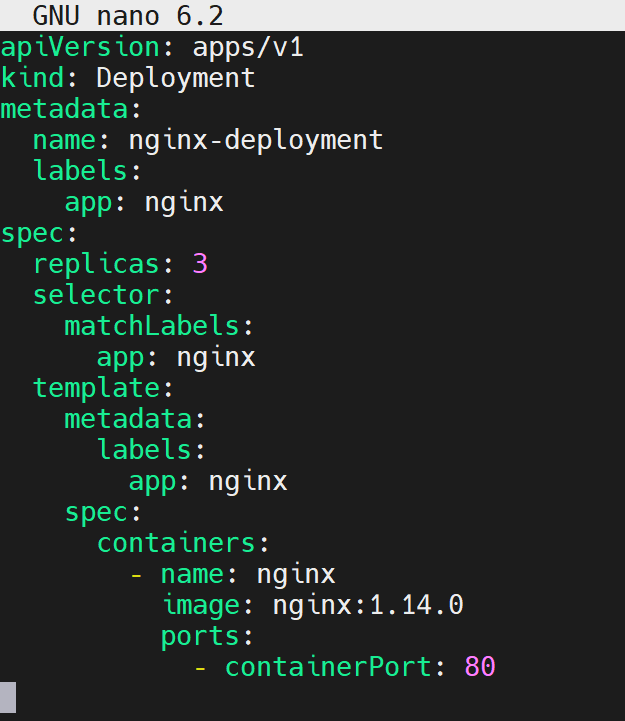 GNU nano 6.2
apiVersion: apps/v1
kind: Deployment
metadata:
  name: nginx-deployment
  labels:
    app: nginx
spec:
  replicas: 3
  selector:
    matchLabels:
      app: nginx
  template:
    metadata:
      labels:
        app: nginx
    spec:
      containers:
        - name: nginx
          image: nginx:1.14.0
          ports:
            - containerPort: 80